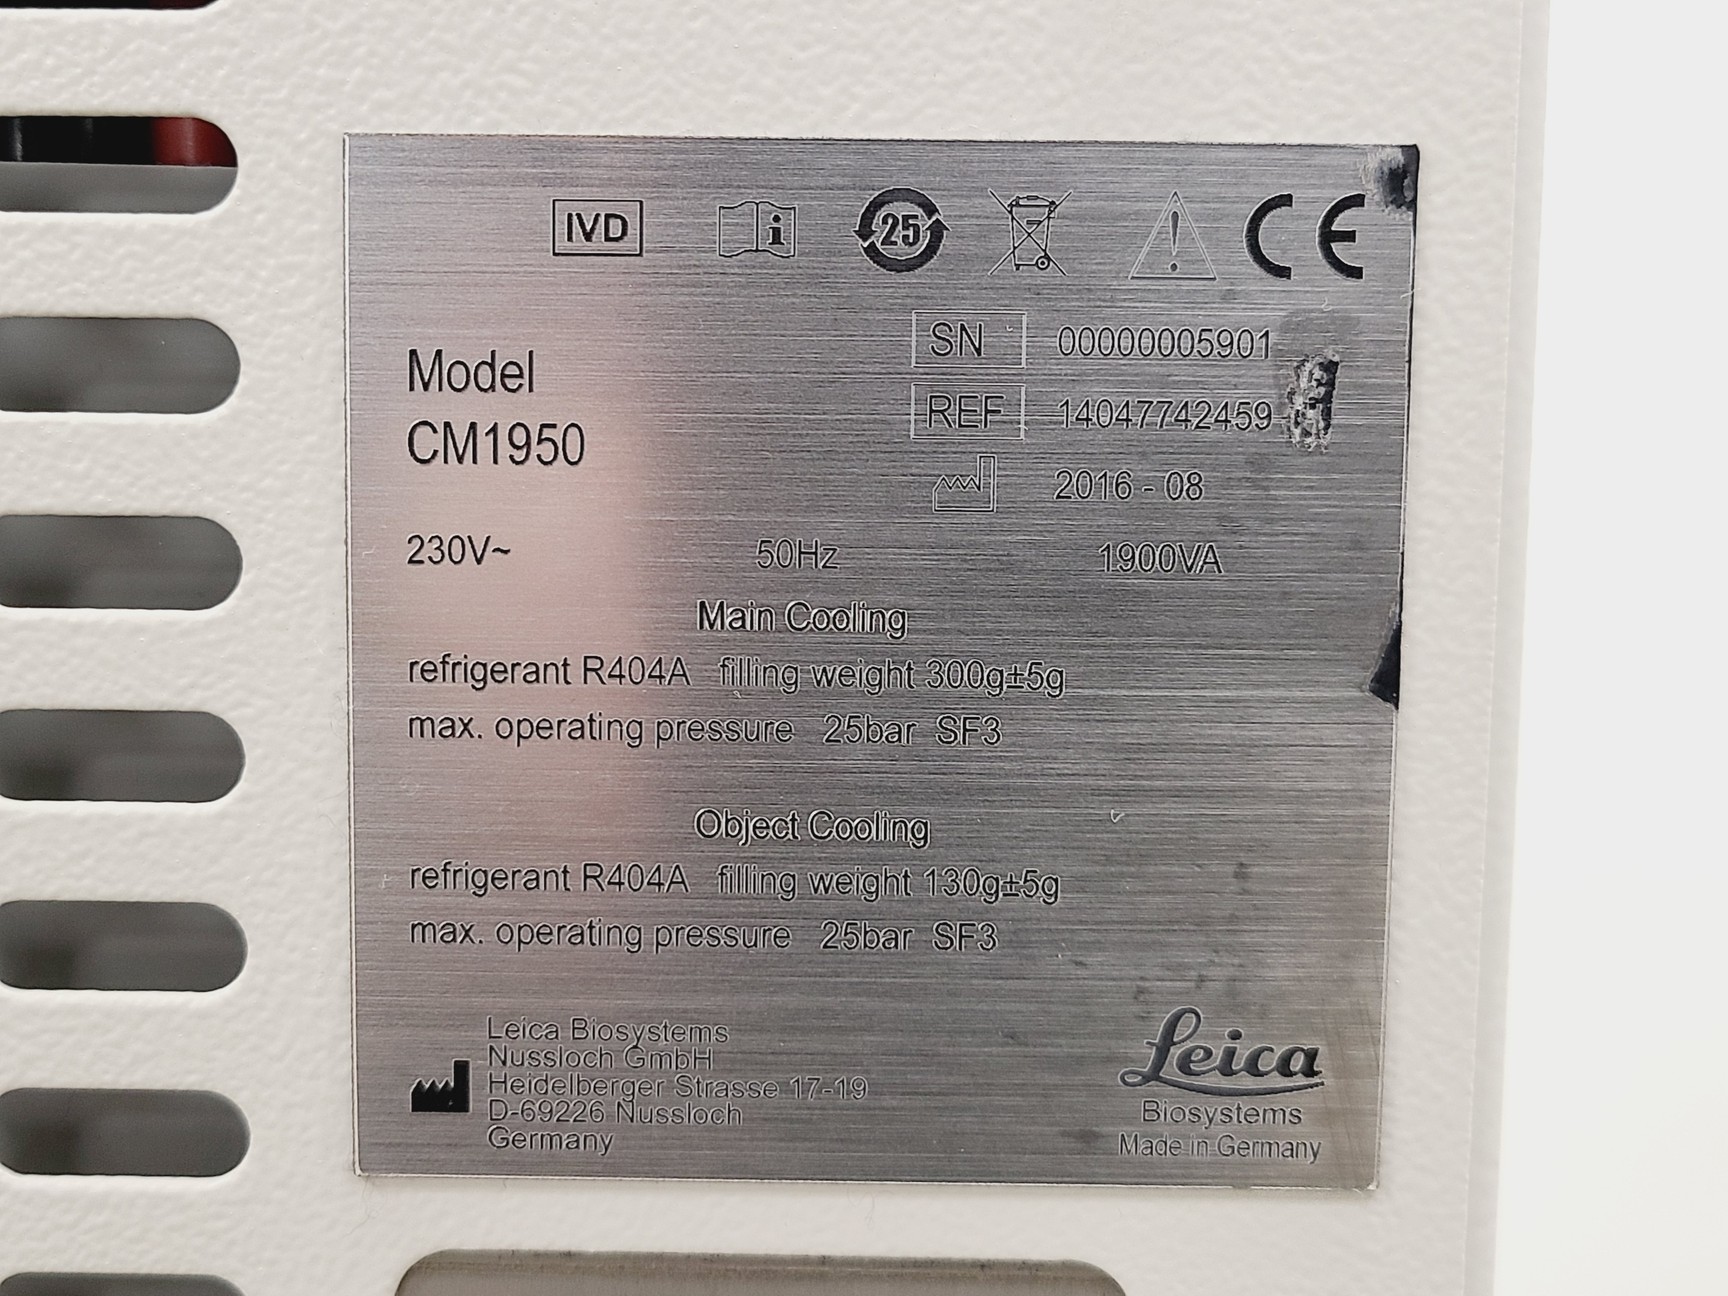 IVD i 25 CE
SN 00000005901
Model
REF 14047742459
CM1950
2016 - 08
230V~ 50Hz 1900VA
Main Cooling
refrigerant R404A filling weight 300g±5g
max. operating pressure 25bar SF3
Object Cooling
refrigerant R404A filling weight 130g±5g
max. operating pressure 25bar SF3
Leica Biosystems
Nussloch GmbH
Heidelberger Strasse 17-19
D-69226 Nussloch
Germany
Leica
Biosystems
Made in Germany